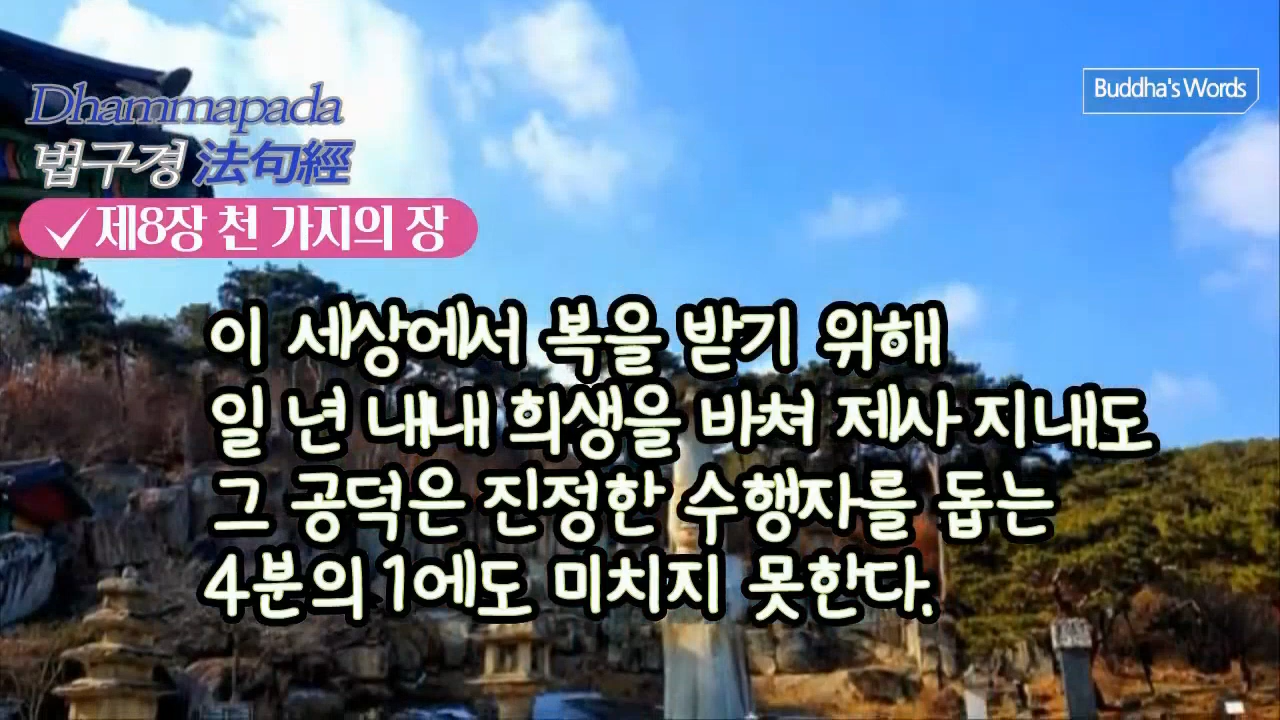 Dhammapada
법구경 法句經
제8장 천 가지의 장
Buddha's Words
이 세상에서 복을 받기 위해
일 년 내내 희생을 바쳐 제사 지내도
그 공덕은 진정한 수행자를 돕는
4분의 1에도 미치지 못한다.